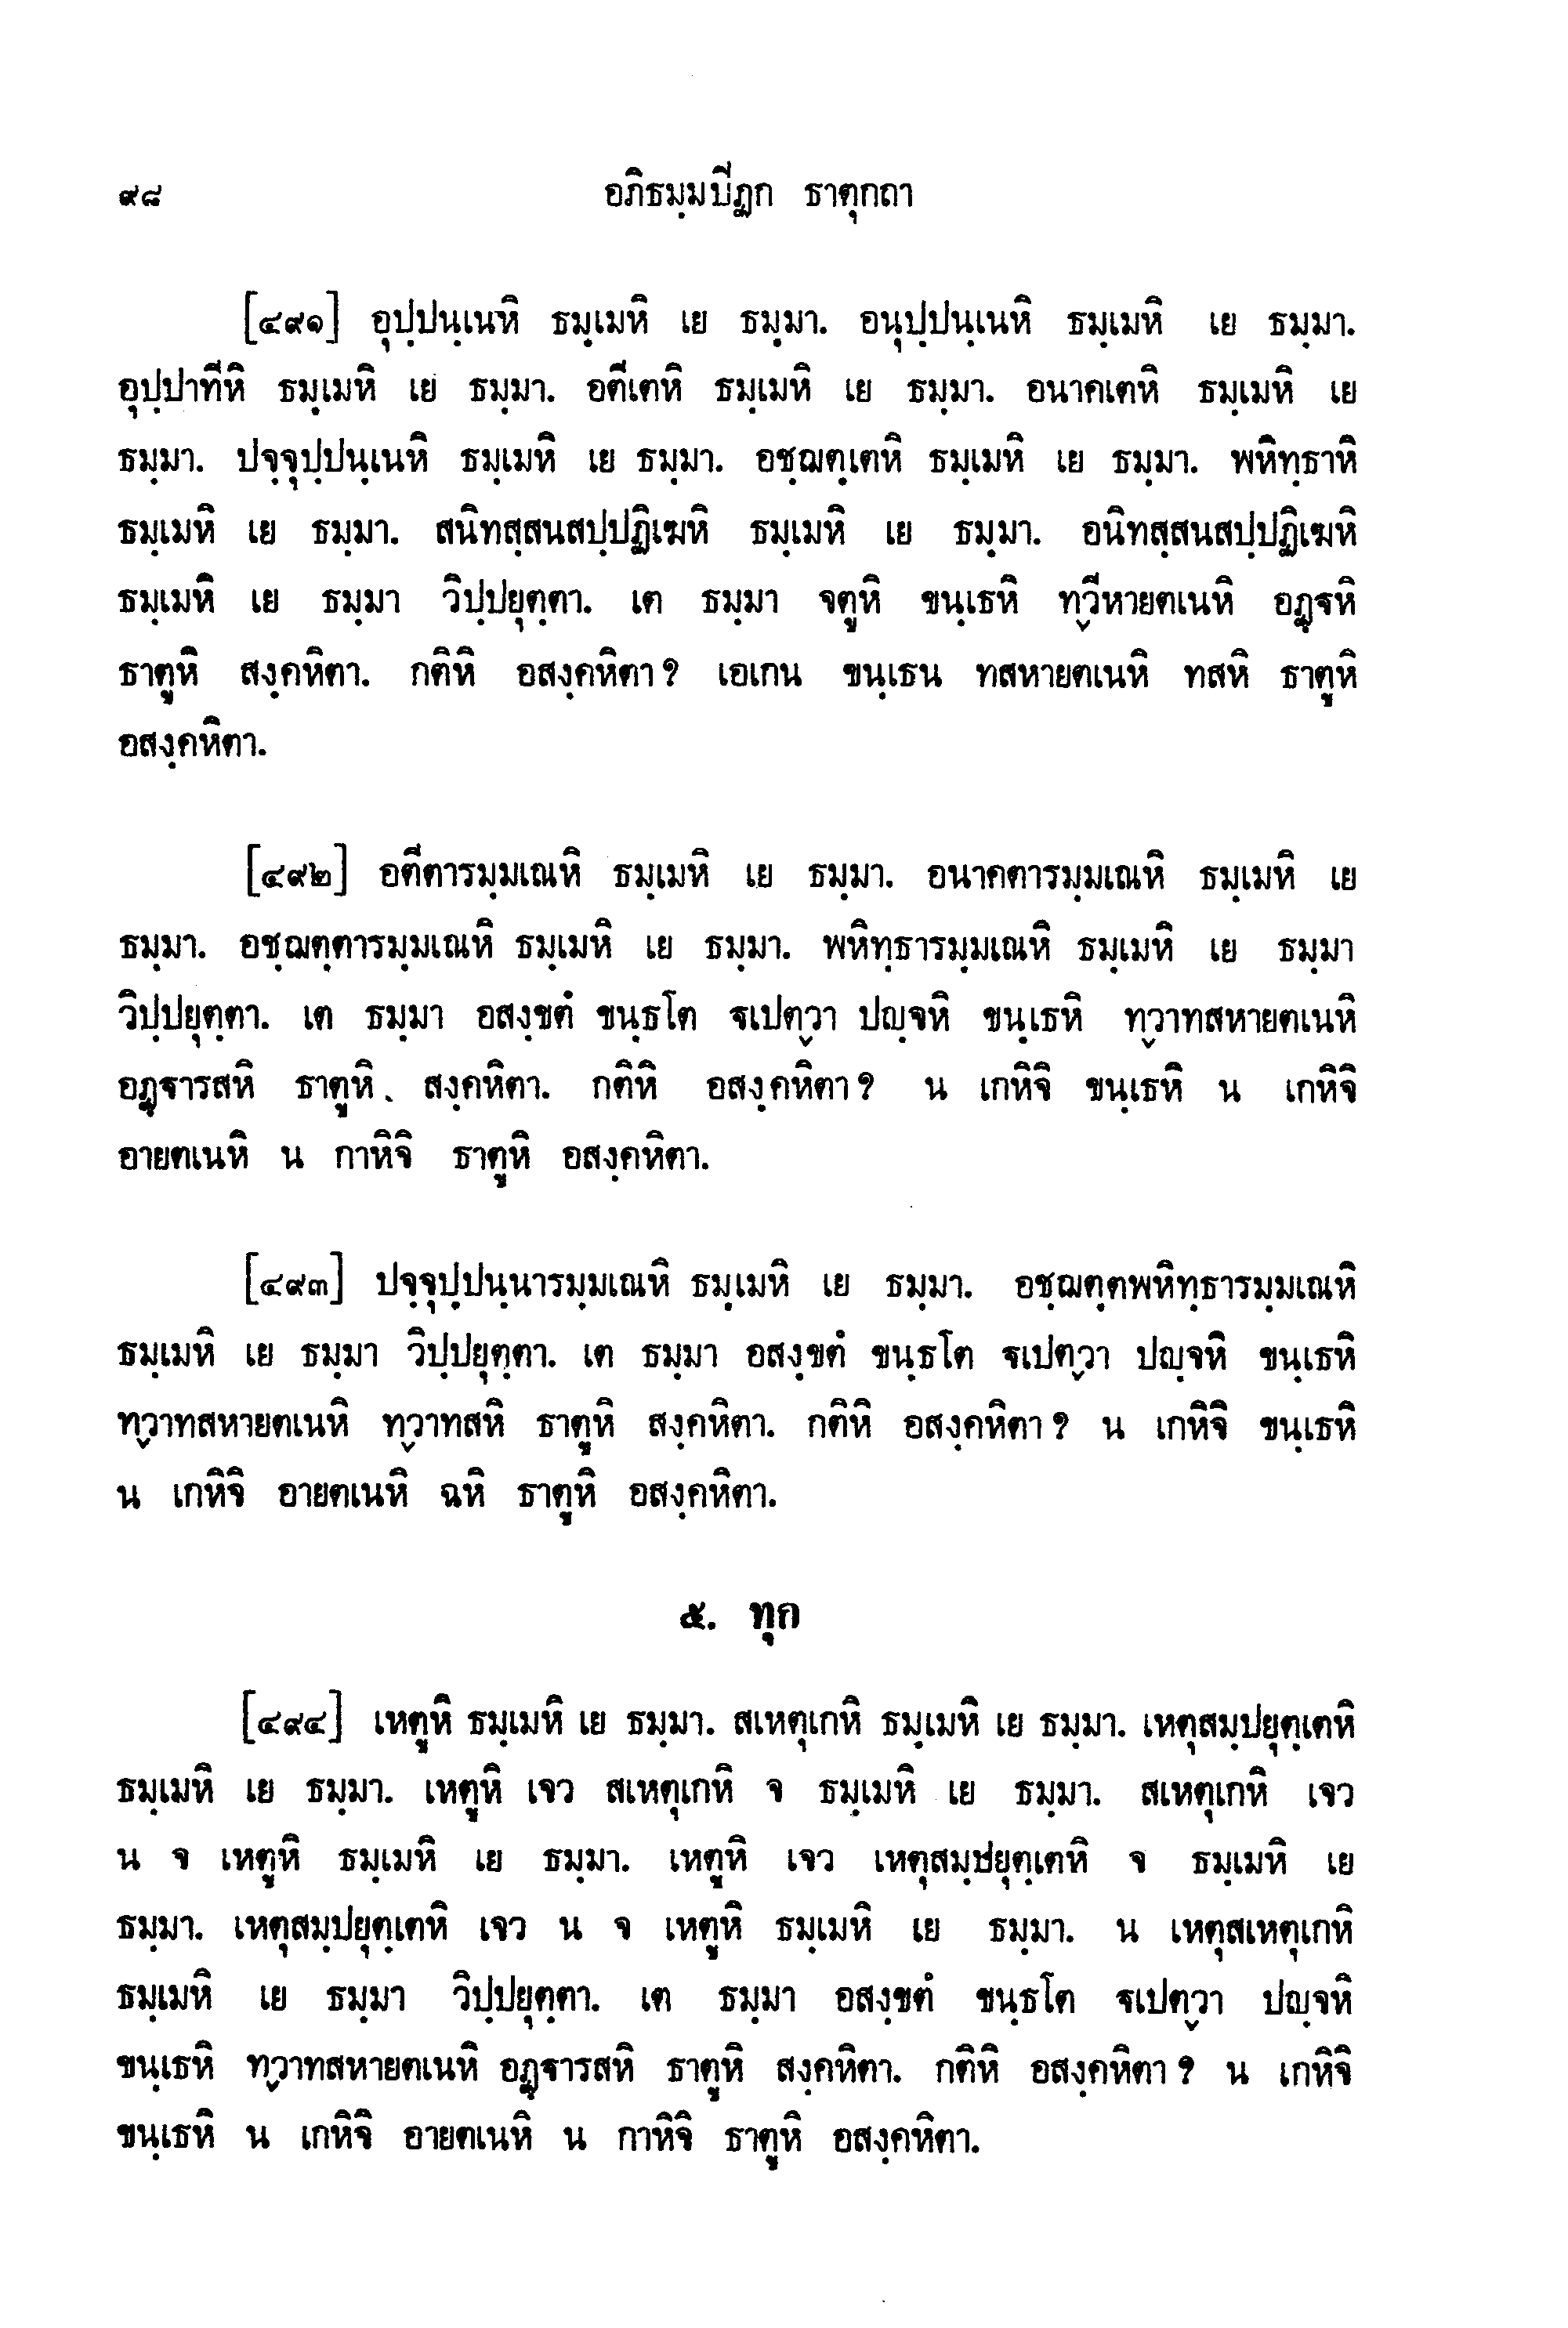 ๙๘ อภิธมฺมปีฏก ธาตุกถา
[๔๙๑] อุปฺปนฺเนหิ ธมฺเมหิ เย ธมฺมา. อนุปฺปนฺเนหิ ธมฺเมหิ เย ธมฺมา.
อุปฺปาทีหิ ธมฺเมหิ เย ธมฺมา. อตีเตหิ ธมฺเมหิ เย ธมฺมา. อนาคเตหิ ธมฺเมหิ เย
ธมฺมา. ปจฺจุปฺปนฺเนหิ ธมฺเมหิ เย ธมฺมา. อชฺฌตฺเตหิ ธมฺเมหิ เย ธมฺมา. พหิทฺธาหิ
ธมฺเมหิ เย ธมฺมา. สนิทสฺสนสปฺปฏิเฆหิ ธมฺเมหิ เย ธมฺมา. อนิทสฺสนสปฺปฏิเฆหิ
ธมฺเมหิ เย ธมฺมา วิปฺปยุตฺตา. เต ธมฺมา จตูหิ ขนฺเธหิ ทฺวีหายตเนหิ อฏฺฐหิ
ธาตูหิ สงฺคหิตา. กติหิ อสงฺคหิตา? เอเกน ขนฺเธน ทสหายตเนหิ ทสหิ ธาตูหิ
อสงฺคหิตา.
[๔๙๒] อตีตารมฺมเณหิ ธมฺเมหิ เย ธมฺมา. อนาคตารมฺมเณหิ ธมฺเมหิ เย
ธมฺมา. อชฺฌตฺตารมฺมเณหิ ธมฺเมหิ เย ธมฺมา. พหิทฺธารมฺมเณหิ ธมฺเมหิ เย ธมฺมา
วิปฺปยุตฺตา. เต ธมฺมา อสงฺขตํ ขนฺธโต ฐเปตฺวา ปญฺจหิ ขนฺเธหิ ทฺวาทสหายตเนหิ
อฏฺฐารสหิ ธาตูหิ สงฺคหิตา. กติหิ อสงฺคหิตา? น เกหิจิ ขนฺเธหิ น เกหิจิ
อายตเนหิ น กาหิจิ ธาตูหิ อสงฺคหิตา.
[๔๙๓] ปจฺจุปฺปนฺนารมฺมเณหิ ธมฺเมหิ เย ธมฺมา. อชฺฌตฺตพหิทฺธารมฺมเณหิ
ธมฺเมหิ เย ธมฺมา วิปฺปยุตฺตา. เต ธมฺมา อสงฺขตํ ขนฺธโต ฐเปตฺวา ปญฺจหิ ขนฺเธหิ
ทฺวาทสหายตเนหิ ทฺวาทสหิ ธาตูหิ สงฺคหิตา. กติหิ อสงฺคหิตา? น เกหิจิ ขนฺเธหิ
น เกหิจิ อายตเนหิ ฉหิ ธาตูหิ อสงฺคหิตา.
๕. ทุก
[๔๙๔] เหตูหิ ธมฺเมหิ เย ธมฺมา. สเหตุเกหิ ธมฺเมหิ เย ธมฺมา. เหตุสมฺปยุตฺเตหิ
ธมฺเมหิ เย ธมฺมา. เหตูหิ เจว สเหตุเกหิ จ ธมฺเมหิ เย ธมฺมา. สเหตุเกหิ เจว
น จ เหตูหิ ธมฺเมหิ เย ธมฺมา. เหตูหิ เจว เหตุสมฺปยุตฺเตหิ จ ธมฺเมหิ เย
ธมฺมา. เหตุสมฺปยุตฺเตหิ เจว น จ เหตูหิ ธมฺเมหิ เย ธมฺมา. น เหตุสเหตุเกหิ
ธมฺเมหิ เย ธมฺมา วิปฺปยุตฺตา. เต ธมฺมา อสงฺขตํ ขนฺธโต ฐเปตฺวา ปญฺจหิ
ขนฺเธหิ ทฺวาทสหายตเนหิ อฏฺฐารสหิ ธาตูหิ สงฺคหิตา. กติหิ อสงฺคหิตา? น เกหิจิ
ขนฺเธหิ น เกหิจิ อายตเนหิ น กาหิจิ ธาตูหิ อสงฺคหิตา.